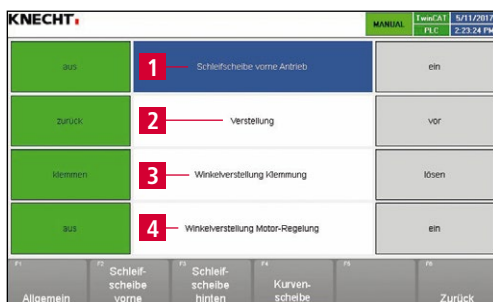 KNECHT.
MANUAL
TwinCAT
PLC
5/11/2017
2:23:24 PM
aus
1
Schleifscheibe vorne Antrieb
ein
zurück
2
Verstellung
vor
klemmen
3
Winkelverstellung Klemmung
lösen
aus
4
Winkelverstellung Motor-Regelung
ein
F1
Allgemein
F2
Schleif-
scheibe
vorne
F3
Schleif-
scheibe
hinten
F4
Kurven-
scheibe
F5
F6
Zurück